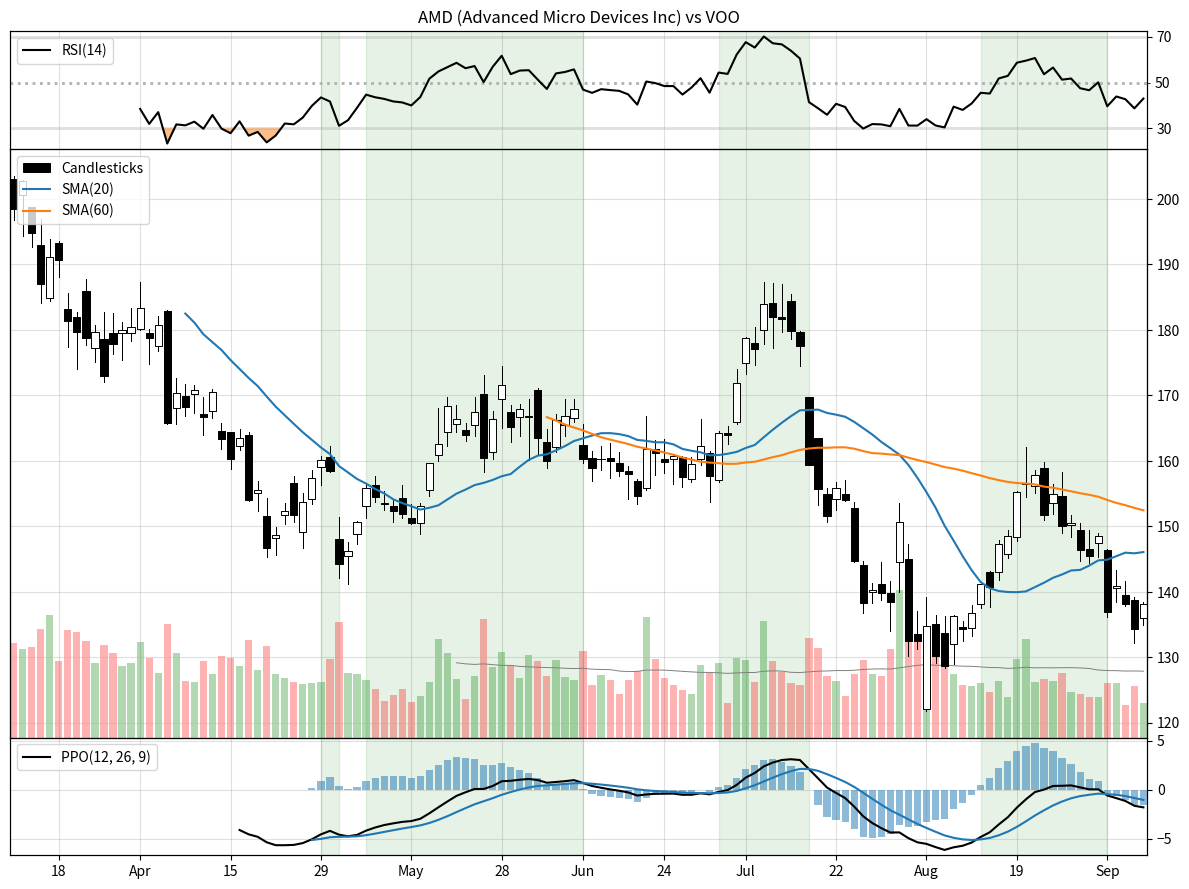 AMD (Advanced Micro Devices Inc) vs VOO
RSI(14)
70
50
30
Candlesticks
SMA(20)
SMA(60)
200
190
180
170
160
150
140
130
120
PPO(12, 26, 9)
5
0
−5
18 Apr 15 29 May 28 Jun 24 Jul 22 Aug 19 Sep